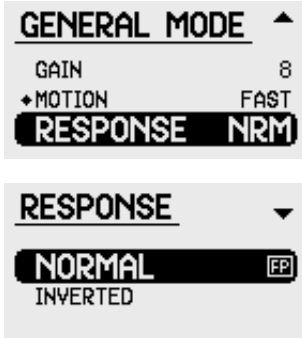 GENERAL MODE ▲
GAIN 8
◆MOTION FAST
RESPONSE NRM
RESPONSE ▼
NORMAL FP
INVERTED